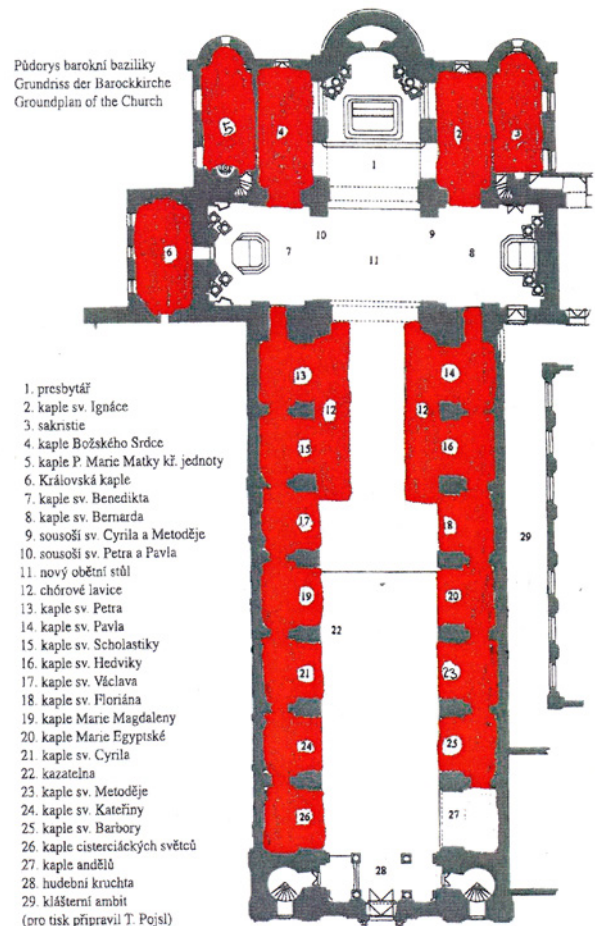 Půdorys barokní baziliky
Grundriss der Barockkirche
Groundplan of the Church
5
4
2
3
1
6
7
10
9
8
11
13
14
12
12
15
16
17
18
29
19
20
22
21
23
24
25
26
27
28
1. presbytář
2. kaple sv. Ignáce
3. sakristie
4. kaple Božského Srdce
5. kaple P. Marie Matky kř. jednoty
6. Královská kaple
7. kaple sv. Benedikta
8. kaple sv. Bernarda
9. sousoší sv. Cyrila a Metoděje
10. sousoší sv. Petra a Pavla
11. nový obětní stůl
12. chórové lavice
13. kaple sv. Petra
14. kaple sv. Pavla
15. kaple sv. Scholastiky
16. kaple sv. Hedviky
17. kaple sv. Václava
18. kaple sv. Floriána
19. kaple Marie Magdaleny
20. kaple Marie Egyptské
21. kaple sv. Cyrila
22. kazatelna
23. kaple sv. Metoděje
24. kaple sv. Kateřiny
25. kaple sv. Barbory
26. kaple cisterciáckých světců
27. kaple andělů
28. hudební kruchta
29. klášterní ambit
(pro tisk připravil T. Pojsl)